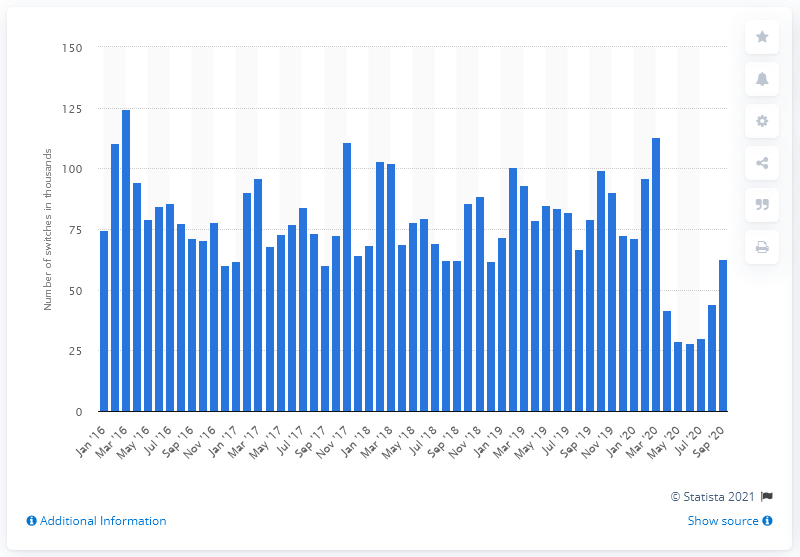 150
125
100
75
50
25
0
Number of switches in thousands
Jan '16
Mar '16
May '16
Jul '16
Sep '16
Nov '16
Jan '17
Mar '17
May '17
Jul '17
Sep '17
Nov '17
Jan '18
Mar '18
May '18
Jul '18
Sep '18
Nov '18
Jan '19
Mar '19
May '19
Jul '19
Sep '19
Nov '19
Jan '20
Mar '20
May '20
Jul '20
Sep '20
© Statista 2021
Additional Information
Show source